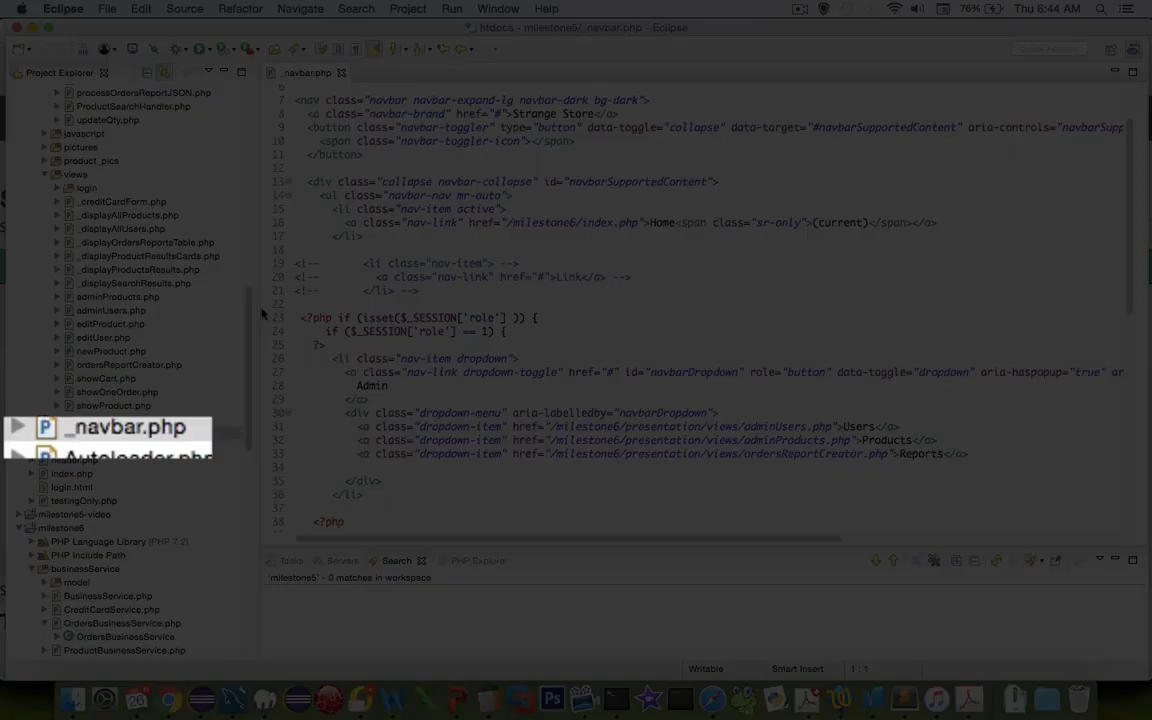 Eclipse File Edit Source Refactor Navigate Search Project Run Window Help 76% Thu 6:44 AM
htdocs - milestone5/_navbar.php - Eclipse
Quick Access
Project Explorer
processOrdersReportJSON.php
ProductSearchHandler.php
updateQty.php
javascript
pictures
product_pics
views
login
_creditCardForm.php
_displayAllProducts.php
_displayAllUsers.php
_displayOrdersReportsTable.php
_displayProductResultsCards.php
_displayProductsResults.php
_displaySearchResults.php
adminProducts.php
adminUsers.php
editProduct.php
editUser.php
newProduct.php
ordersReportCreator.php
showCart.php
showOneOrder.php
showProduct.php
_navbar.php
Autoloader.php
header.php
index.php
login.html
testingOnly.php
milestone5-video
milestone6
PHP Language Library [PHP 7.2]
PHP Include Path
businessService
model
BusinessService.php
CreditCardService.php
OrdersBusinessService.php
OrdersBusinessService
ProductBusinessService.php
_navbar.php
6
7 <nav class="navbar navbar-expand-lg navbar-dark bg-dark">
8 <a class="navbar-brand" href="#">Strange Store</a>
9 <button class="navbar-toggler" type="button" data-toggle="collapse" data-target="#navbarSupportedContent" aria-controls="navbarSupp
10 <span class="navbar-toggler-icon"></span>
11 </button>
12
13 <div class="collapse navbar-collapse" id="navbarSupportedContent">
14 <ul class="navbar-nav mr-auto">
15 <li class="nav-item active">
16 <a class="nav-link" href="/milestone6/index.php">Home<span class="sr-only">(current)</span></a>
17 </li>
18
19 <!-- <li class="nav-item"> -->
20 <!-- <a class="nav-link" href="#">Link</a> -->
21 <!-- </li> -->
22
23 <?php if (isset($_SESSION['role'] )) {
24 if ($_SESSION['role'] == 1) {
25 ?>
26 <li class="nav-item dropdown">
27 <a class="nav-link dropdown-toggle" href="#" id="navbarDropdown" role="button" data-toggle="dropdown" aria-haspopup="true" ar
28 Admin
29 </a>
30 <div class="dropdown-menu" aria-labelledby="navbarDropdown">
31 <a class="dropdown-item" href="/milestone6/presentation/views/adminUsers.php">Users</a>
32 <a class="dropdown-item" href="/milestone6/presentation/views/adminProducts.php">Products</a>
33 <a class="dropdown-item" href="/milestone6/presentation/views/ordersReportCreator.php">Reports</a>
34
35 </div>
36 </li>
37
38 <?php
Tasks Servers Search PHP Explorer
'milestone5' - 0 matches in workspace
Writable Smart Insert 1 : 1